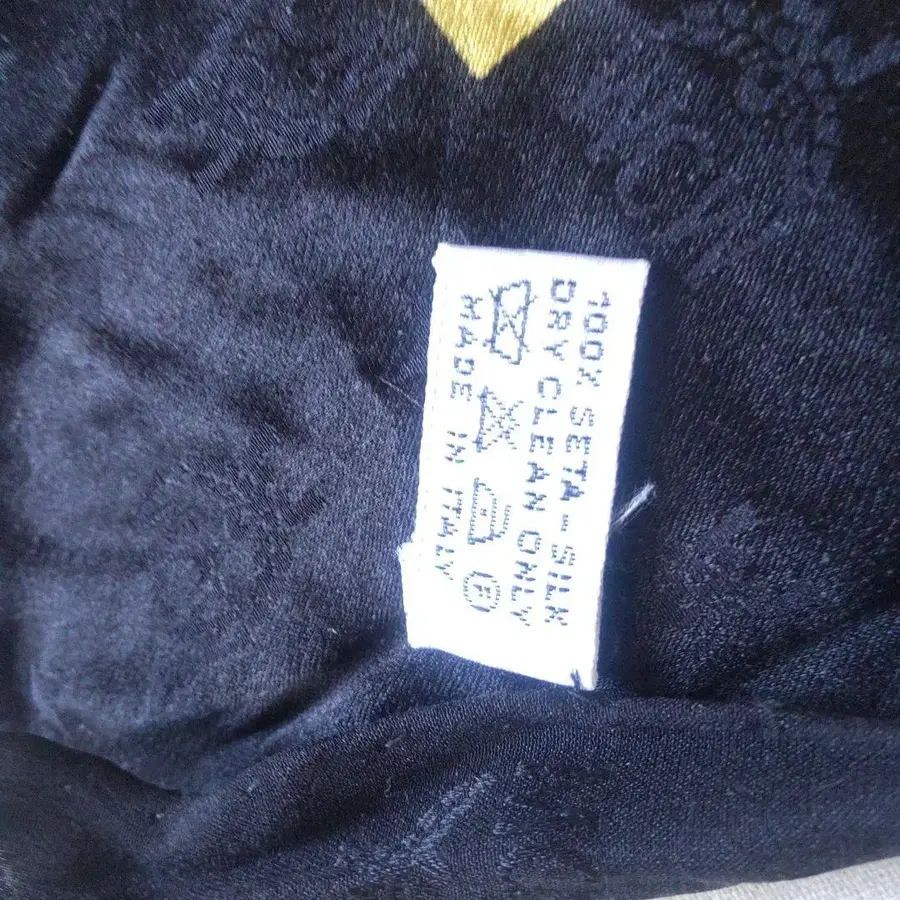 100% SETA-SILK
DRY CLEAN ONLY
F
MADE IN ITALY